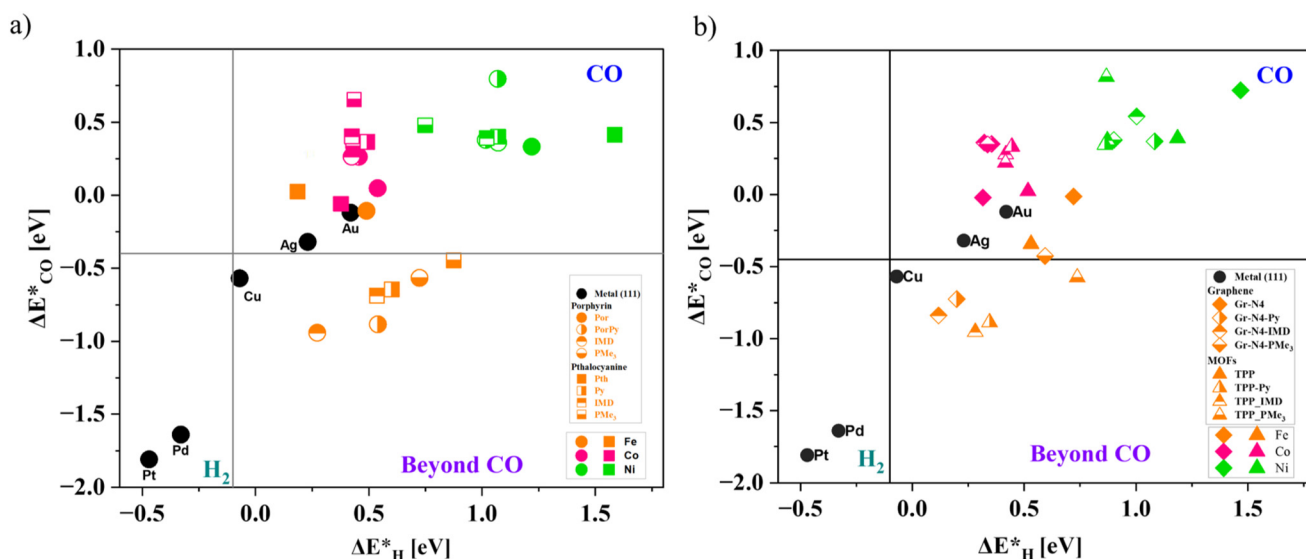 a)
1.0
0.5
0.0
−0.5
−1.0
−1.5
−2.0
ΔE*CO [eV]
CO
Au
Ag
Cu
Pd
Pt
H2
Beyond CO
Metal (111)
Porphyrin
Por
PorPy
IMD
PMe3
Pthalocyanine
Pth
Py
IMD
PMe3
Fe
Co
Ni
−0.5 0.0 0.5 1.0 1.5
ΔE*H [eV]
b)
1.0
0.5
0.0
−0.5
−1.0
−1.5
−2.0
ΔE*CO [eV]
CO
Au
Ag
Cu
Pd
Pt
H2
Beyond CO
Metal (111)
Graphene
Gr-N4
Gr-N4-Py
Gr-N4-IMD
Gr-N4-PMe3
MOFs
TPP
TPP-Py
TPP_IMD
TPP_PMe3
Fe
Co
Ni
−0.5 0.0 0.5 1.0 1.5
ΔE*H [eV]